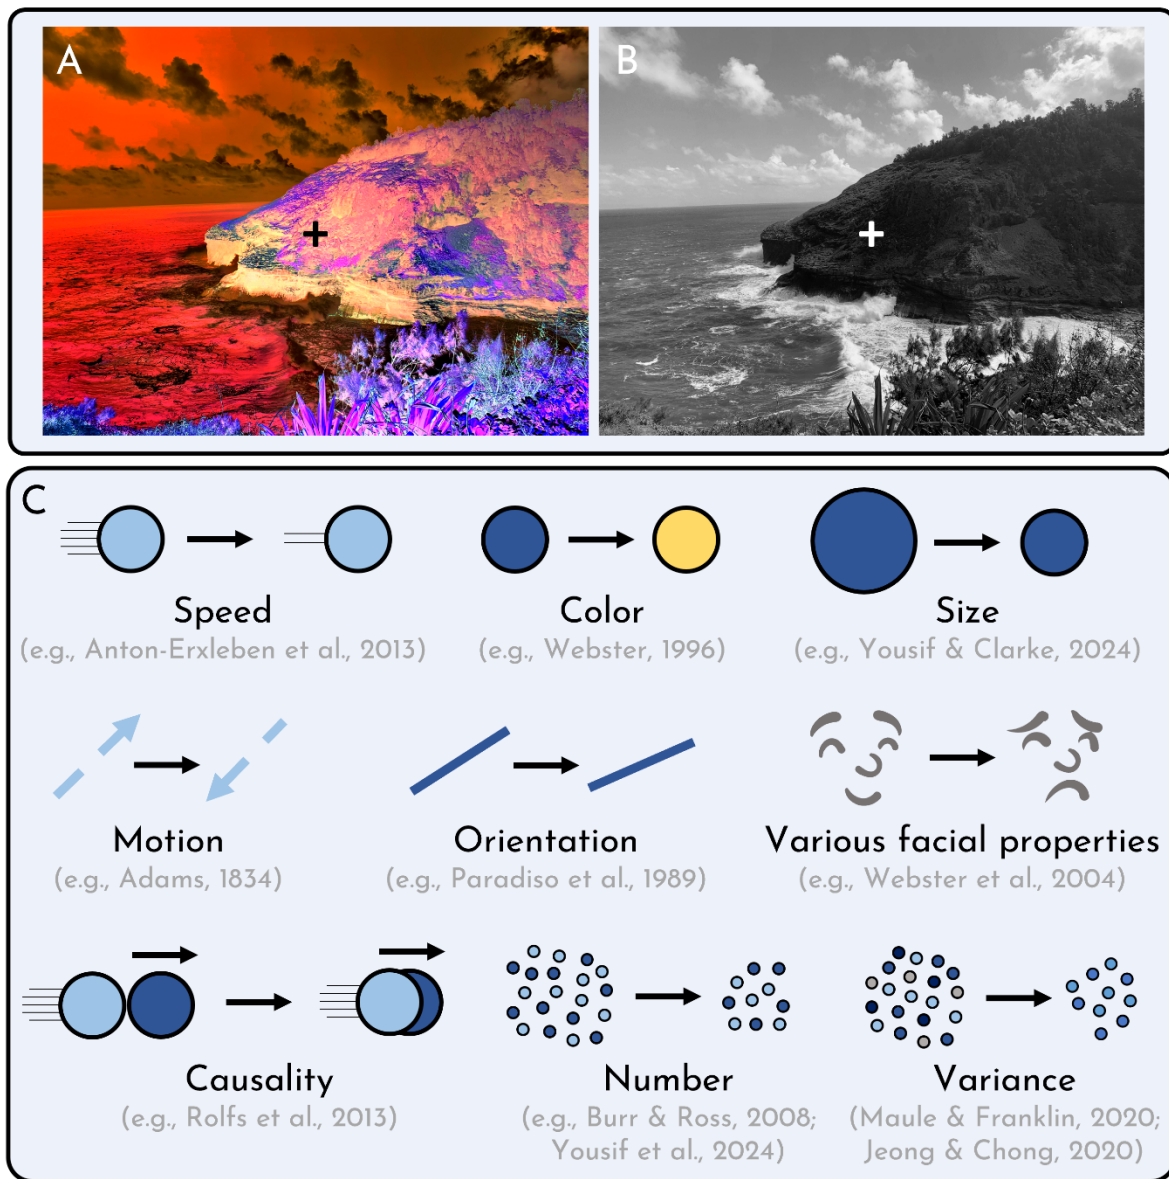 A
B
C
Speed
(e.g., Anton-Erxleben et al., 2013)
Color
(e.g., Webster, 1996)
Size
(e.g., Yousif & Clarke, 2024)
Motion
(e.g., Adams, 1834)
Orientation
(e.g., Paradiso et al., 1989)
Various facial properties
(e.g., Webster et al., 2004)
Causality
(e.g., Rolfs et al., 2013)
Number
(e.g., Burr & Ross, 2008;
Yousif et al., 2024)
Variance
(Maule & Franklin, 2020;
Jeong & Chong, 2020)